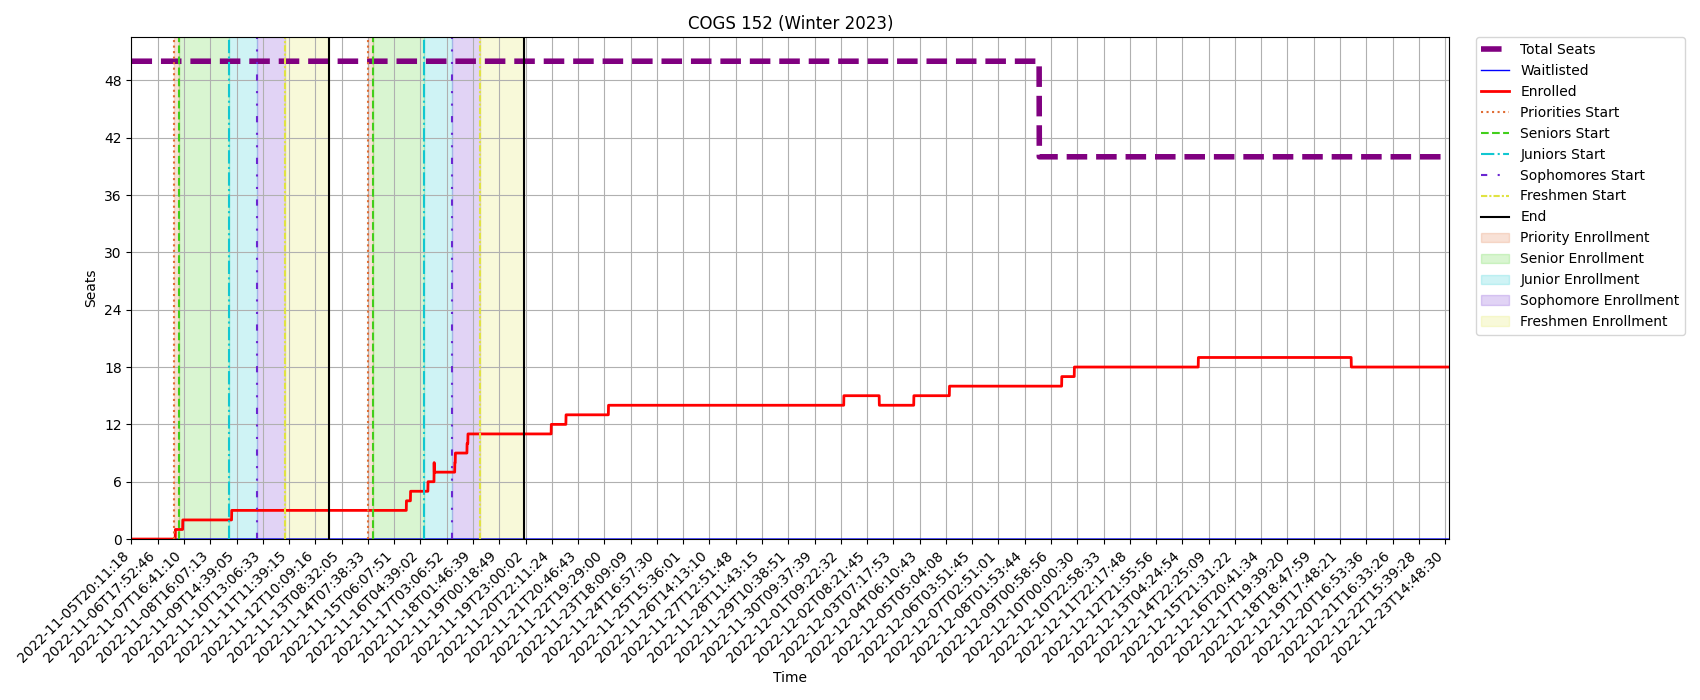 COGS 152 (Winter 2023)
Seats
48
42
36
30
24
18
12
6
0
2022-11-05T20:11:18
2022-11-06T17:52:46
2022-11-07T16:41:10
2022-11-08T16:07:13
2022-11-09T14:39:05
2022-11-10T13:06:33
2022-11-11T11:39:15
2022-11-12T10:09:16
2022-11-13T08:32:05
2022-11-14T07:38:33
2022-11-15T06:07:51
2022-11-16T04:39:02
2022-11-17T03:06:52
2022-11-18T01:46:39
2022-11-19T00:18:49
2022-11-19T23:00:02
2022-11-20T22:11:24
2022-11-21T20:46:43
2022-11-22T19:29:00
2022-11-23T18:09:09
2022-11-24T16:57:30
2022-11-25T15:36:01
2022-11-26T14:13:10
2022-11-27T12:51:48
2022-11-28T11:43:15
2022-11-29T10:38:51
2022-11-30T09:37:39
2022-12-01T09:22:32
2022-12-02T08:21:45
2022-12-03T07:17:53
2022-12-04T06:10:43
2022-12-05T05:04:08
2022-12-06T03:51:45
2022-12-07T02:51:01
2022-12-08T01:53:44
2022-12-09T00:58:56
2022-12-10T00:00:30
2022-12-10T22:58:33
2022-12-11T22:17:48
2022-12-12T21:55:56
2022-12-13T04:24:54
2022-12-14T22:25:09
2022-12-15T21:31:22
2022-12-16T20:41:34
2022-12-17T19:39:20
2022-12-18T18:47:59
2022-12-19T17:48:21
2022-12-20T16:53:36
2022-12-21T16:33:26
2022-12-22T15:39:28
2022-12-23T14:48:30
Time
Total Seats
Waitlisted
Enrolled
Priorities Start
Seniors Start
Juniors Start
Sophomores Start
Freshmen Start
End
Priority Enrollment
Senior Enrollment
Junior Enrollment
Sophomore Enrollment
Freshmen Enrollment